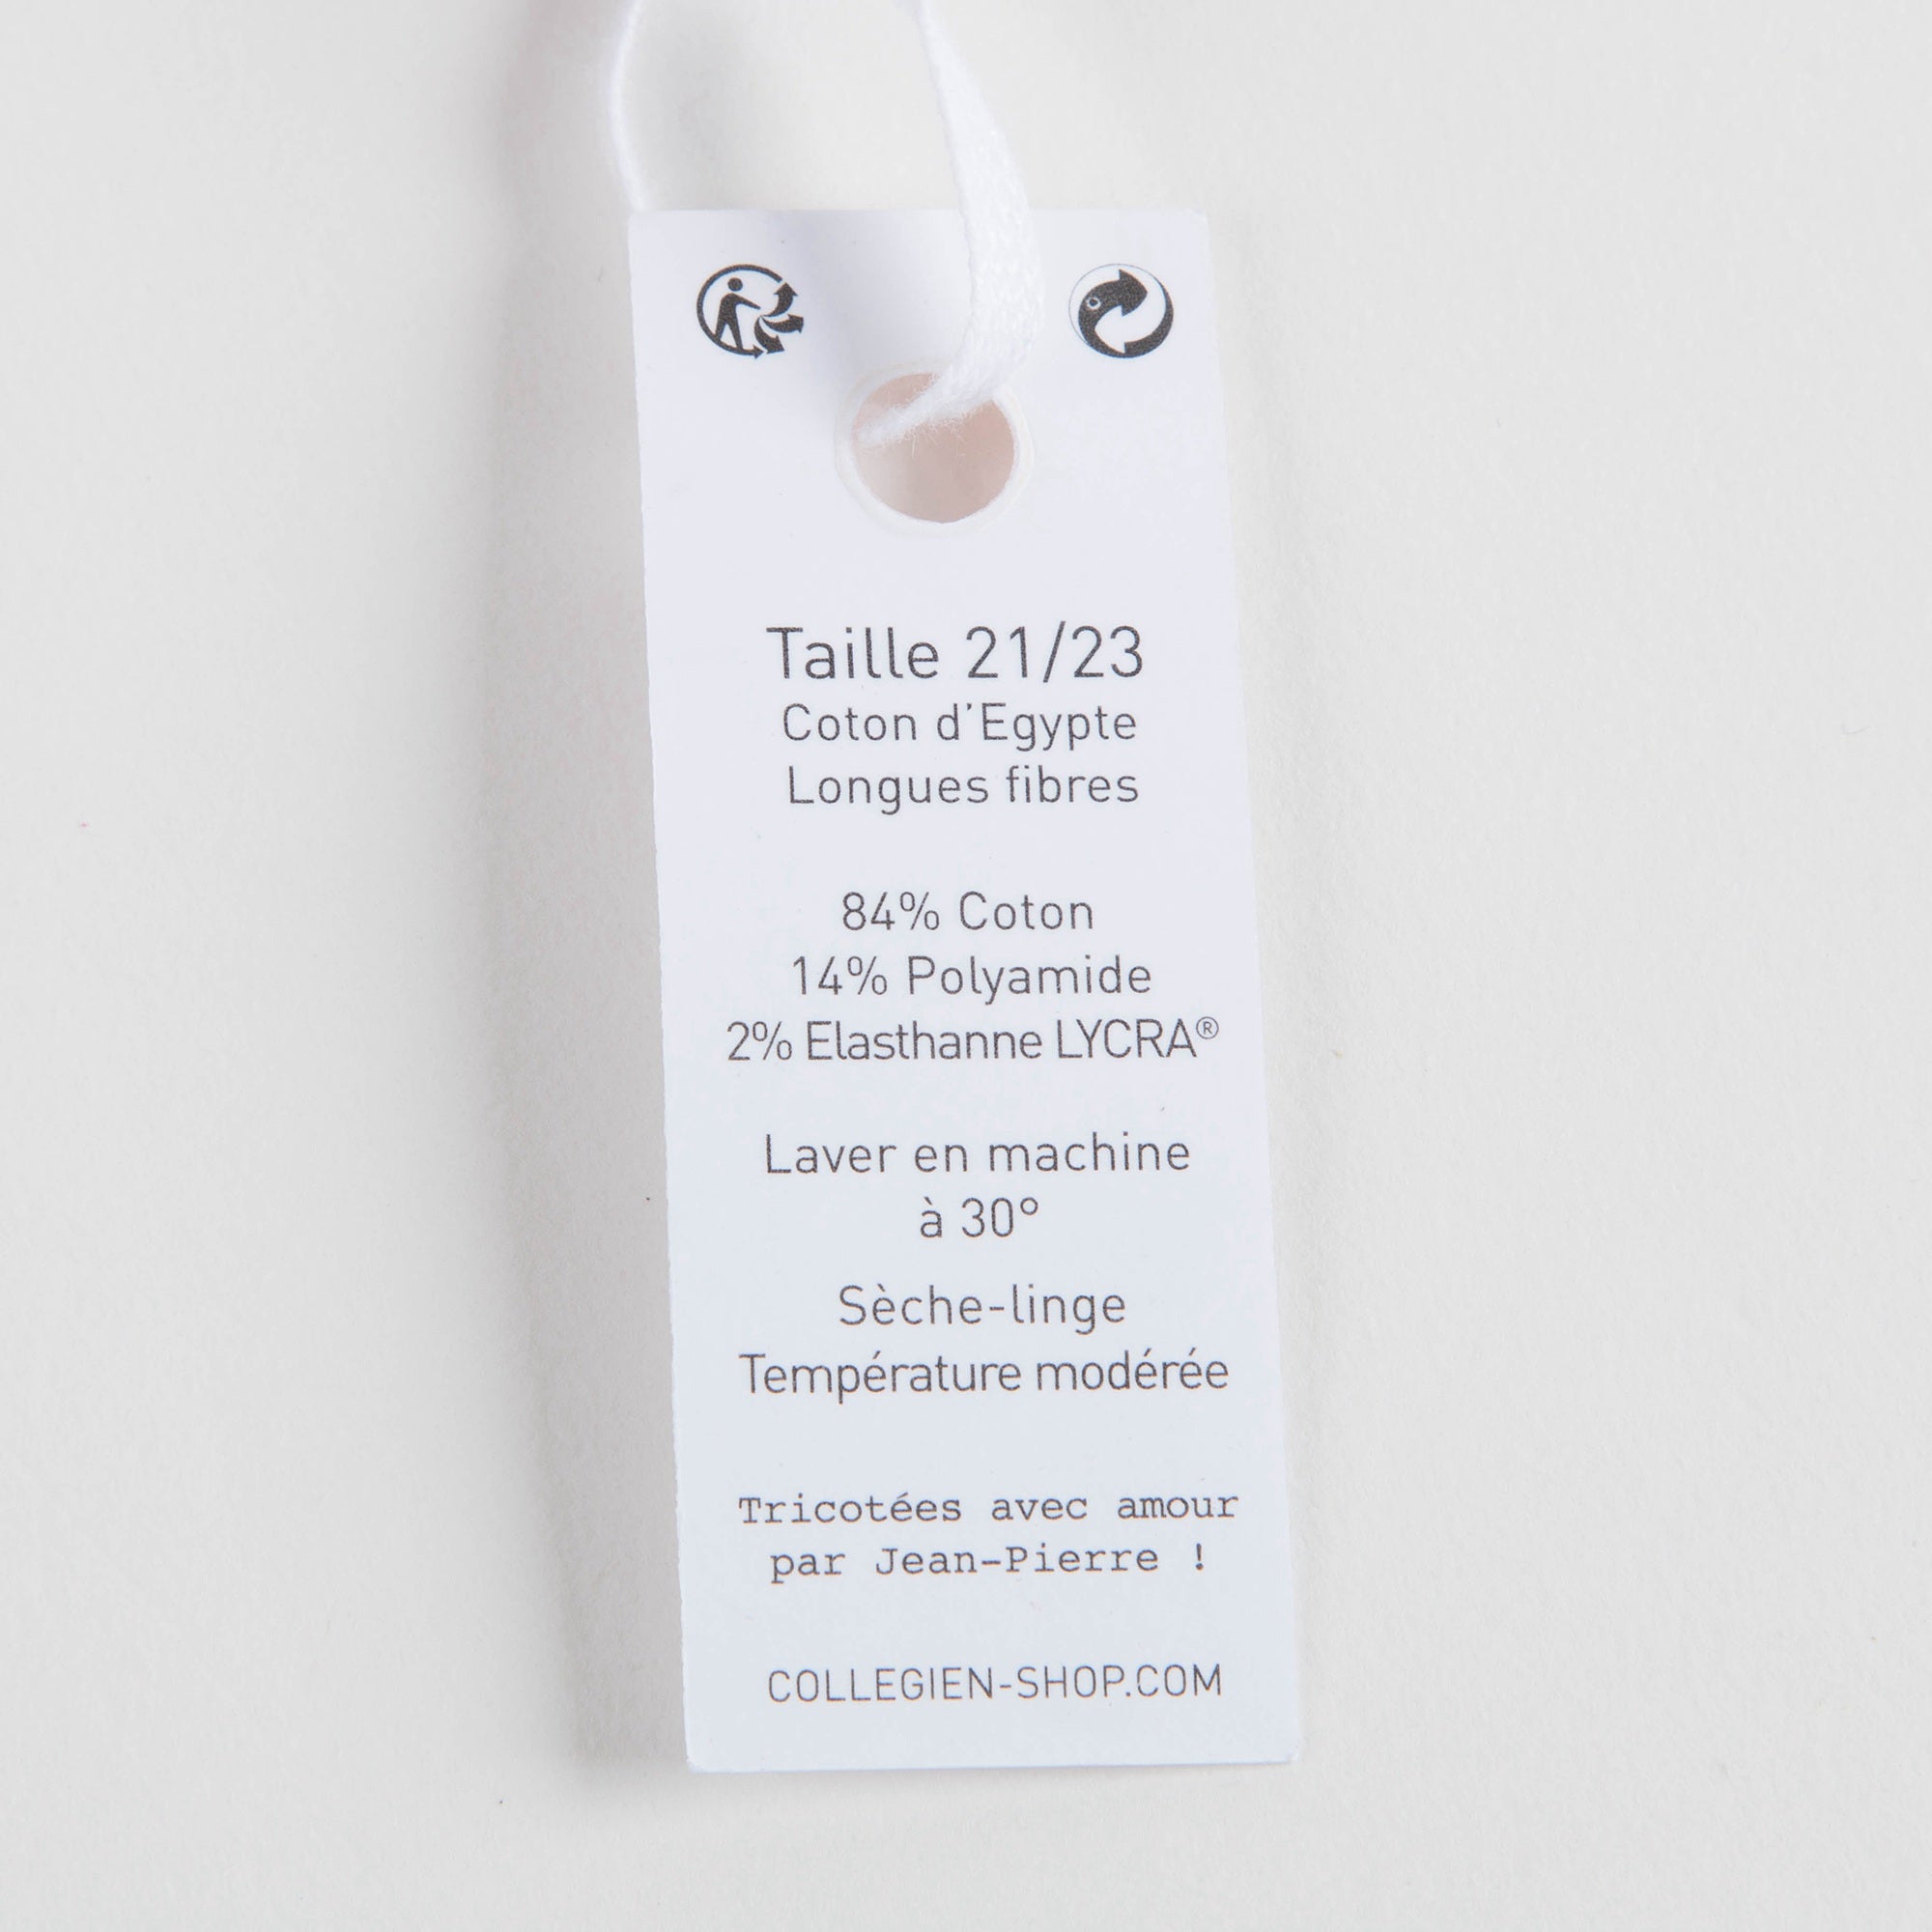 Taille 21/23
Coton d'Egypte
Longues fibres
84% Coton
14% Polyamide
2% Elasthanne LYCRA®
Laver en machine
à 30°
Sèche-linge
Température modérée
Tricotées avec amour
par Jean-Pierre !
COLLEGIEN-SHOP.COM